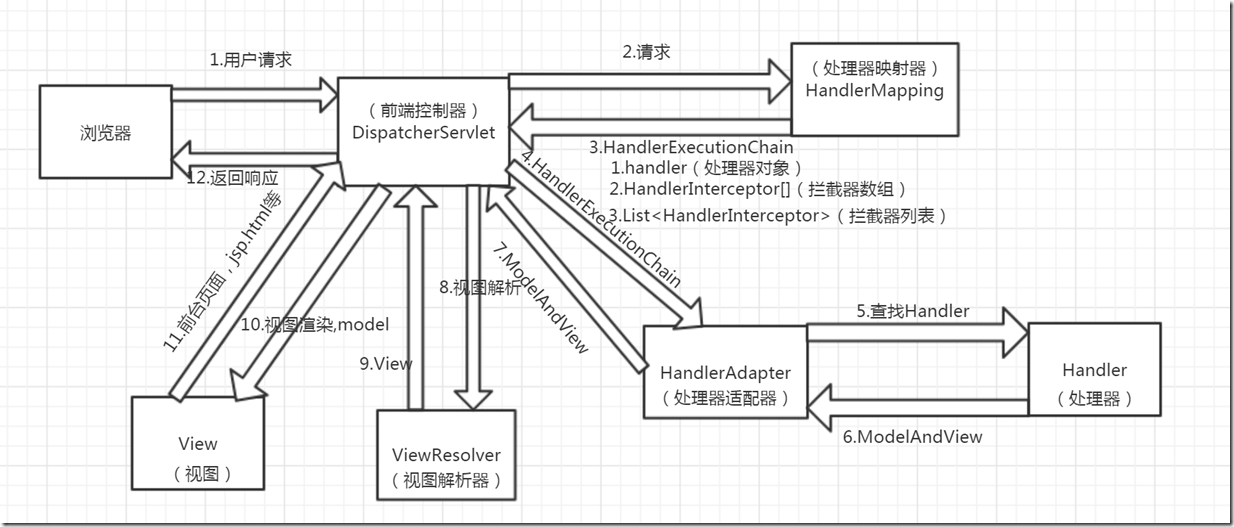 1.用户请求
2.请求
浏览器
（前端控制器）
DispatcherServlet
（处理器映射器）
HandlerMapping
3.HandlerExecutionChain
1.handler（处理器对象）
2.HandlerInterceptor[]（拦截器数组）
3.List<HandlerInterceptor>（拦截器列表）
12.返回响应
4.HandlerExecutionChain
11.前台页面，jsp.html等
7.ModelAndView
8.视图解析
10.视图渲染,model
9.View
5.查找Handler
HandlerAdapter
（处理器适配器）
Handler
（处理器）
6.ModelAndView
View
（视图）
ViewResolver
（视图解析器）